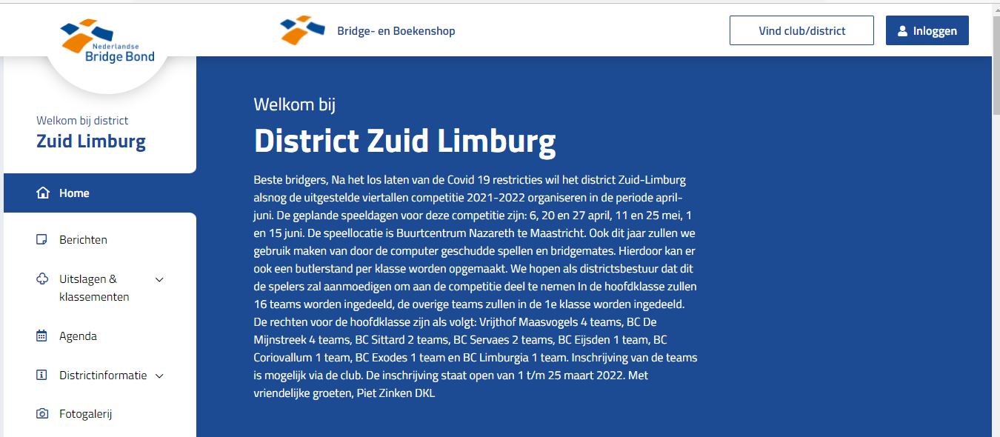 Nederlandse
Bridge Bond
Bridge- en Boekenshop
Vind club/district
Inloggen
Welkom bij district
Zuid Limburg
Home
Berichten
Uitslagen &
klassementen
Agenda
Districtinformatie
Fotogalerij
Welkom bij
District Zuid Limburg
Beste bridgers, Na het los laten van de Covid 19 restricties wil het district Zuid-Limburg
alsnog de uitgestelde viertallen competitie 2021-2022 organiseren in de periode april-
juni. De geplande speeldagen voor deze competitie zijn: 6, 20 en 27 april, 11 en 25 mei, 1
en 15 juni. De speellocatie is Buurtcentrum Nazareth te Maastricht. Ook dit jaar zullen we
gebruik maken van door de computer geschudde spellen en bridgemates. Hierdoor kan er
ook een butlerstand per klasse worden opgemaakt. We hopen als districtsbestuur dat dit
de spelers zal aanmoedigen om aan de competitie deel te nemen In de hoofdklasse zullen
16 teams worden ingedeeld, de overige teams zullen in de 1e klasse worden ingedeeld.
De rechten voor de hoofdklasse zijn als volgt: Vrijthof Maasvogels 4 teams, BC De
Mijnstreek 4 teams, BC Sittard 2 teams, BC Servaes 2 teams, BC Eijsden 1 team, BC
Coriovallum 1 team, BC Exodes 1 team en BC Limburgia 1 team. Inschrijving van de teams
is mogelijk via de club. De inschrijving staat open van 1 t/m 25 maart 2022. Met
vriendelijke groeten, Piet Zinken DKL